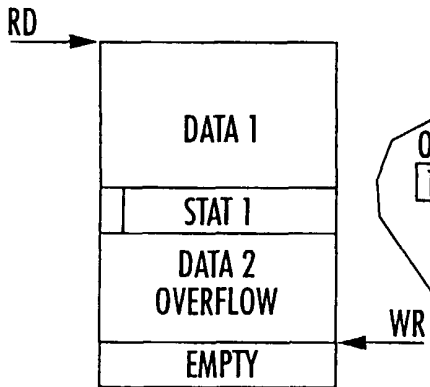 RD
DATA 1
O
STAT 1
DATA 2
OVERFLOW
WR
EMPTY